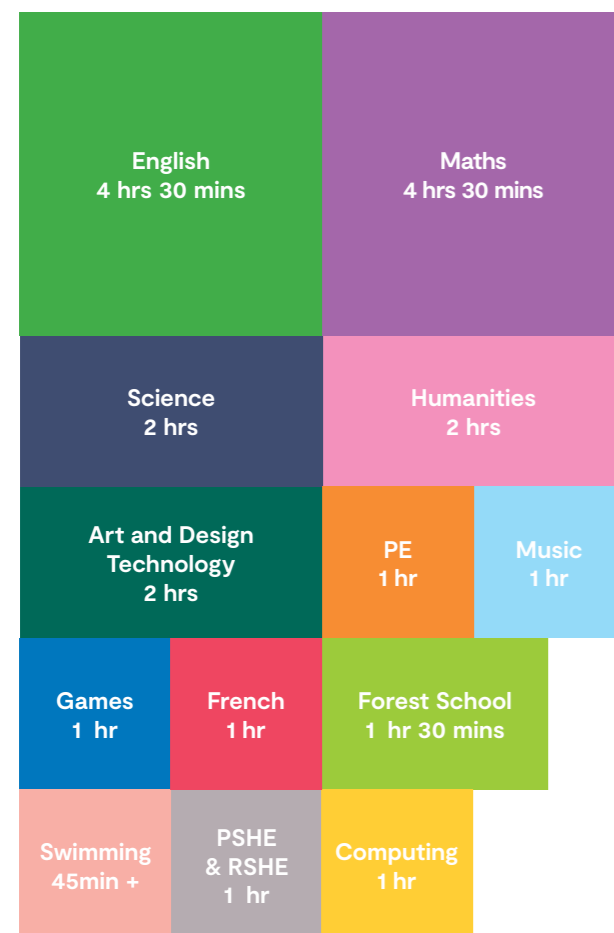 English
4 hrs 30 mins
Maths
4 hrs 30 mins
Science
2 hrs
Humanities
2 hrs
Art and Design
Technology
2 hrs
PE
1 hr
Music
1 hr
Games
1 hr
French
1 hr
Forest School
1 hr 30 mins
Swimming
45min +
PSHE
& RSHE
1 hr
Computing
1 hr